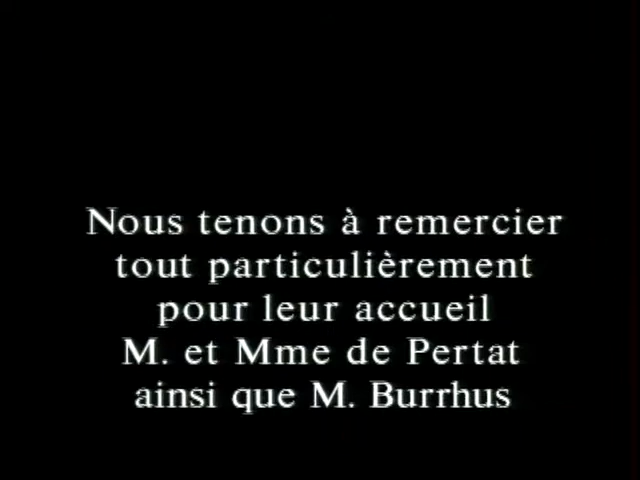 Nous tenons à remercier
tout particulièrement
pour leur accueil
M. et Mme de Pertat
ainsi que M. Burrhus